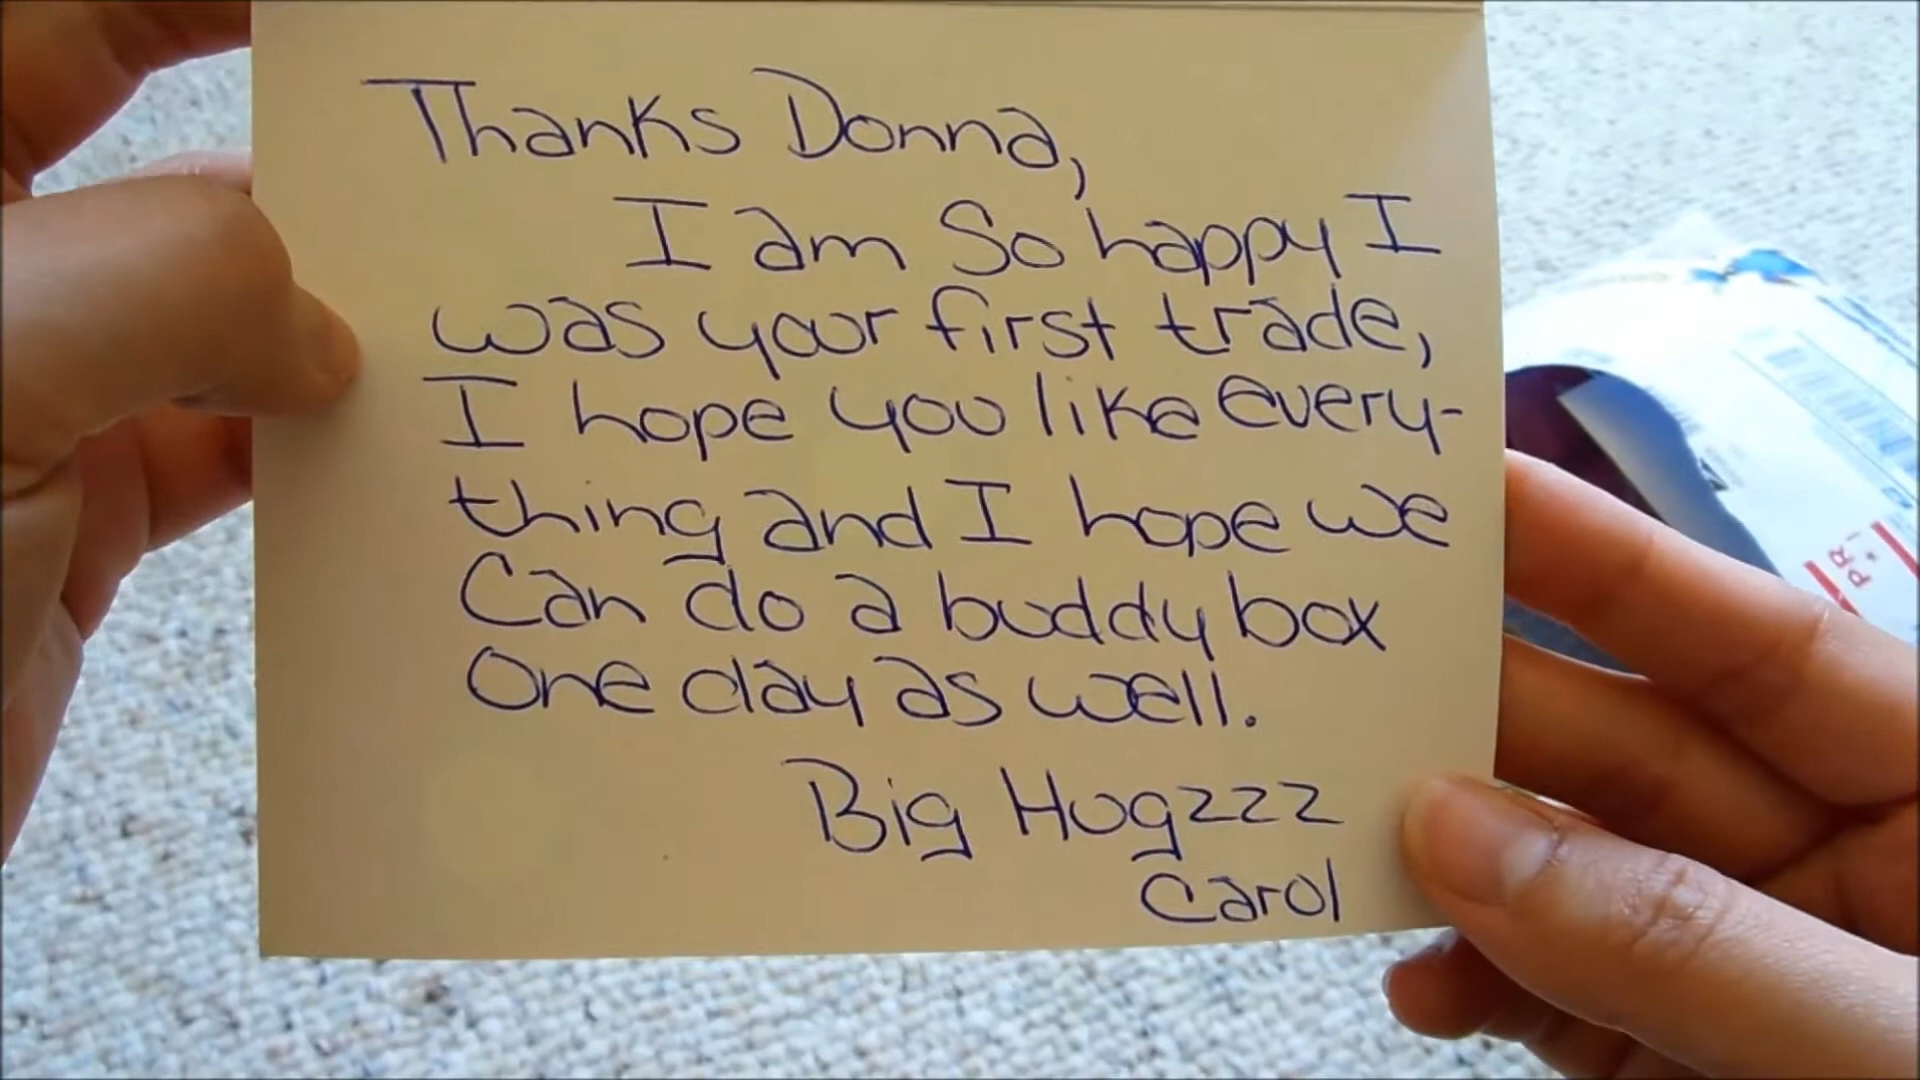 Thanks Donna,
I am So happy I
was your first trade,
I hope you like every-
thing and I hope we
Can do a buddy box
One day as well.
Big Hugzzz
Carol
PR